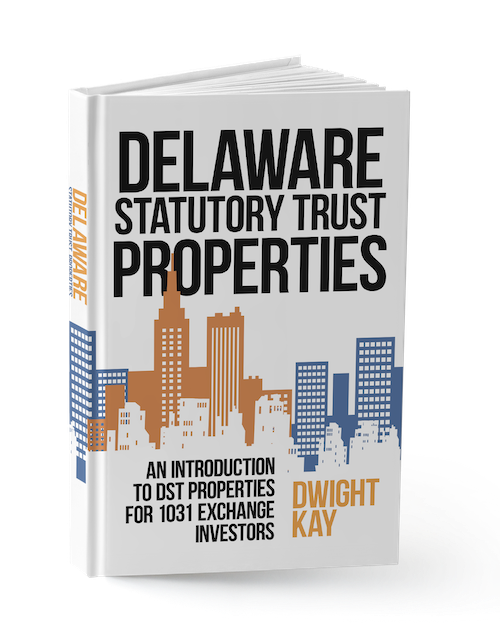 DELAWARE
STATUTORY TRUST
PROPERTIES
AN INTRODUCTION
TO DST PROPERTIES
FOR 1031 EXCHANGE
INVESTORS
DWIGHT
KAY
DELAWARE
STATUTORY TRUST PROPERTIES